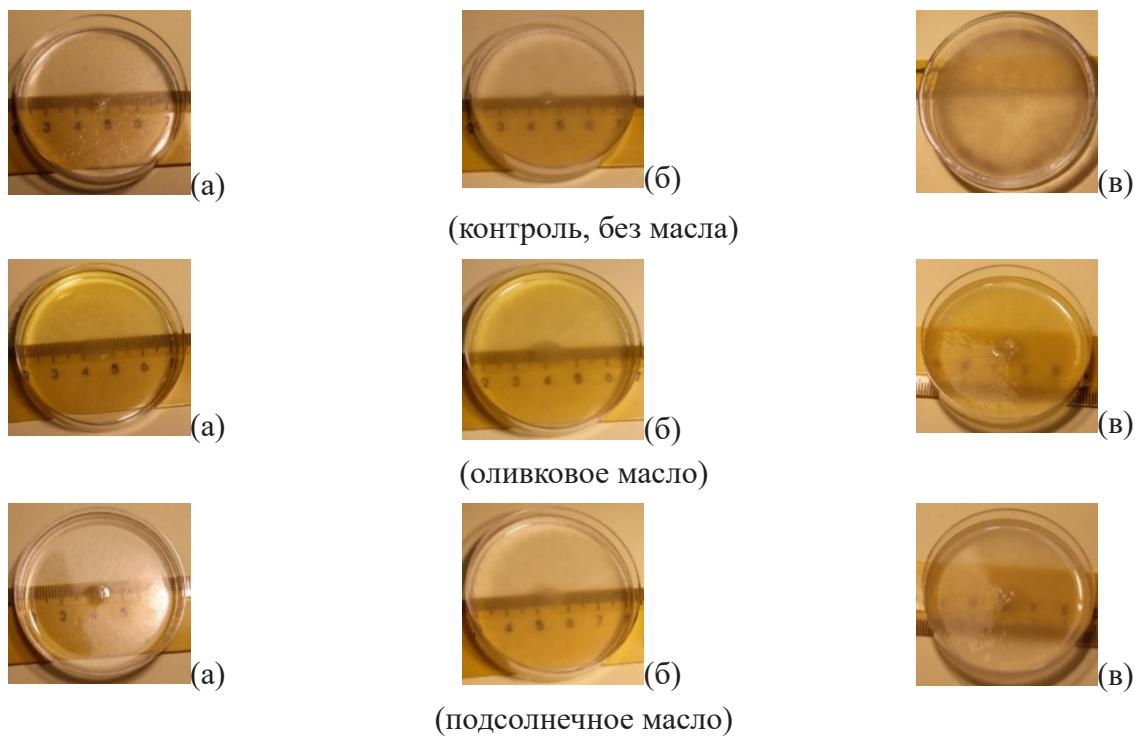 (а) (б) (в)
(контроль, без масла)
(а) (б) (в)
(оливковое масло)
(а) (б) (в)
(подсолнечное масло)